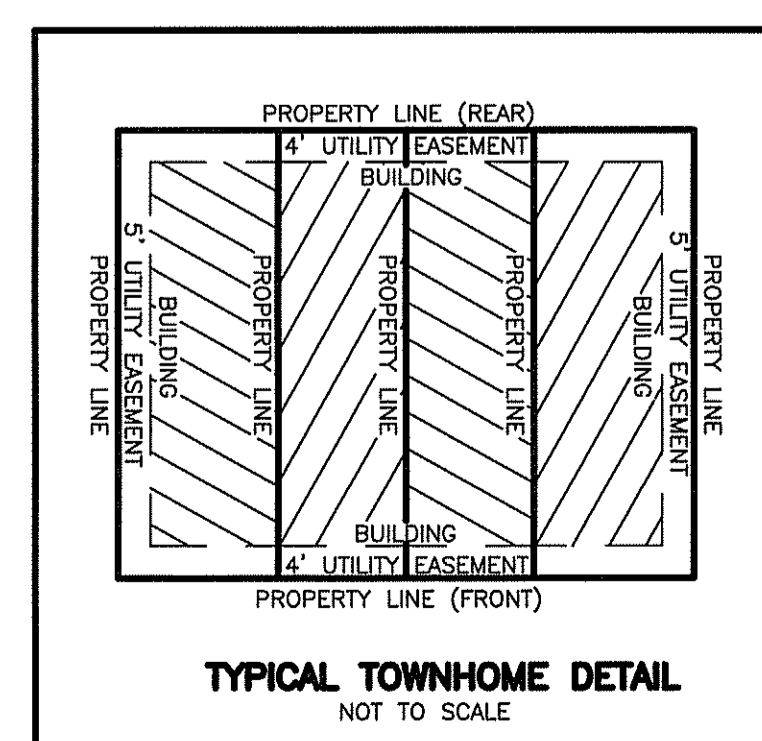 PROPERTY LINE (REAR)
4' UTILITY EASEMENT
BUILDING
PROPERTY LINE
5' UTILITY EASEMENT
BUILDING
PROPERTY LINE
PROPERTY LINE
PROPERTY LINE
BUILDING
5' UTILITY EASEMENT
PROPERTY LINE
BUILDING
4' UTILITY EASEMENT
PROPERTY LINE (FRONT)
TYPICAL TOWNHOME DETAIL
NOT TO SCALE